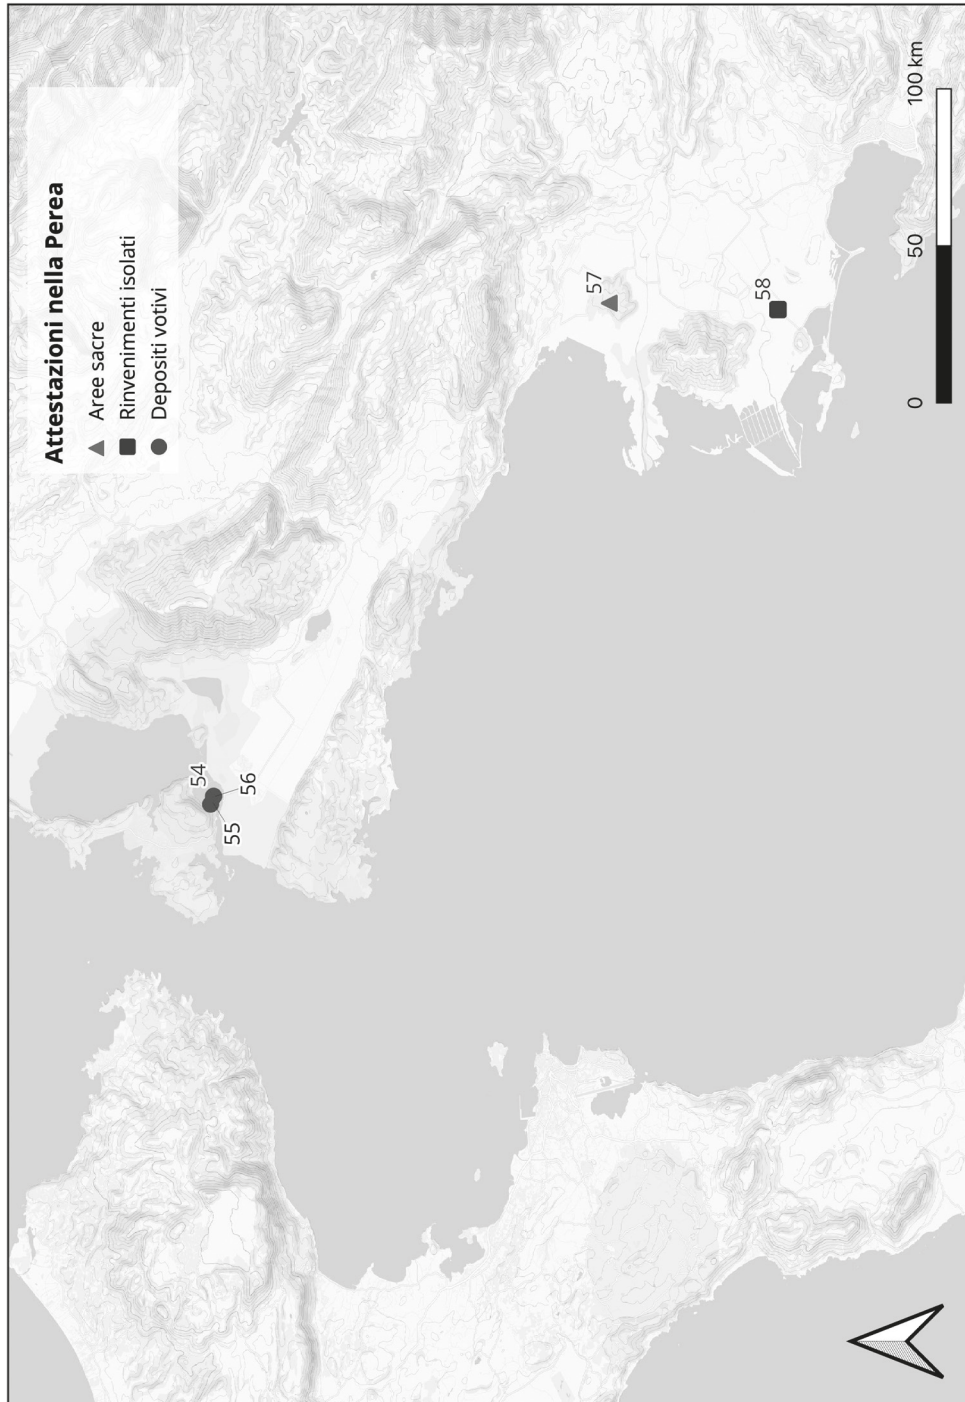 Attestazioni nella Perea
Aree sacre
Rinvenimenti isolati
Depositi votivi
54
55
56
57
58
0 50 100 km